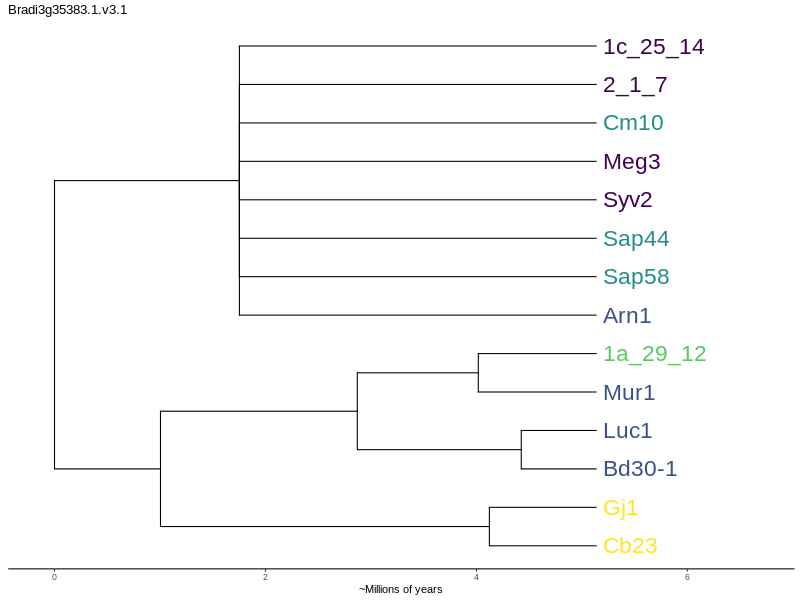 Bradi3g35383.1.v3.1
1c_25_14
2_1_7
Cm10
Meg3
Syv2
Sap44
Sap58
Arn1
1a_29_12
Mur1
Luc1
Bd30-1
Gj1
Cb23
0 2 4 6
~Millions of years